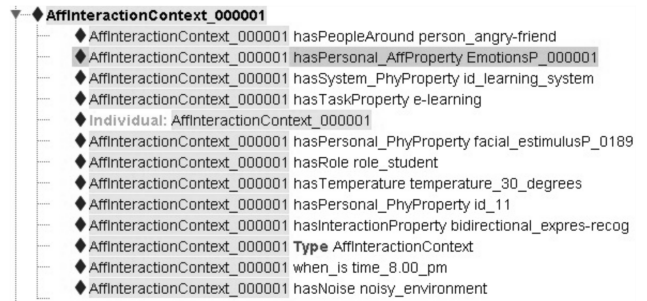 AffInteractionContext_000001
AffInteractionContext_000001 hasPeopleAround person_angry-friend
AffInteractionContext_000001 hasPersonal_AffProperty EmotionsP_000001
AffInteractionContext_000001 hasSystem_PhyProperty id_learning_system
AffInteractionContext_000001 hasTaskProperty e-learning
Individual: AffInteractionContext_000001
AffInteractionContext_000001 hasPersonal_PhyProperty facial_estimulusP_0189
AffInteractionContext_000001 hasRole role_student
AffInteractionContext_000001 hasTemperature temperature_30_degrees
AffInteractionContext_000001 hasPersonal_PhyProperty id_11
AffInteractionContext_000001 hasInteractionProperty bidirectional_expres-recog
AffInteractionContext_000001 Type AffInteractionContext
AffInteractionContext_000001 when_is time_8.00_pm
AffInteractionContext_000001 hasNoise noisy_environment